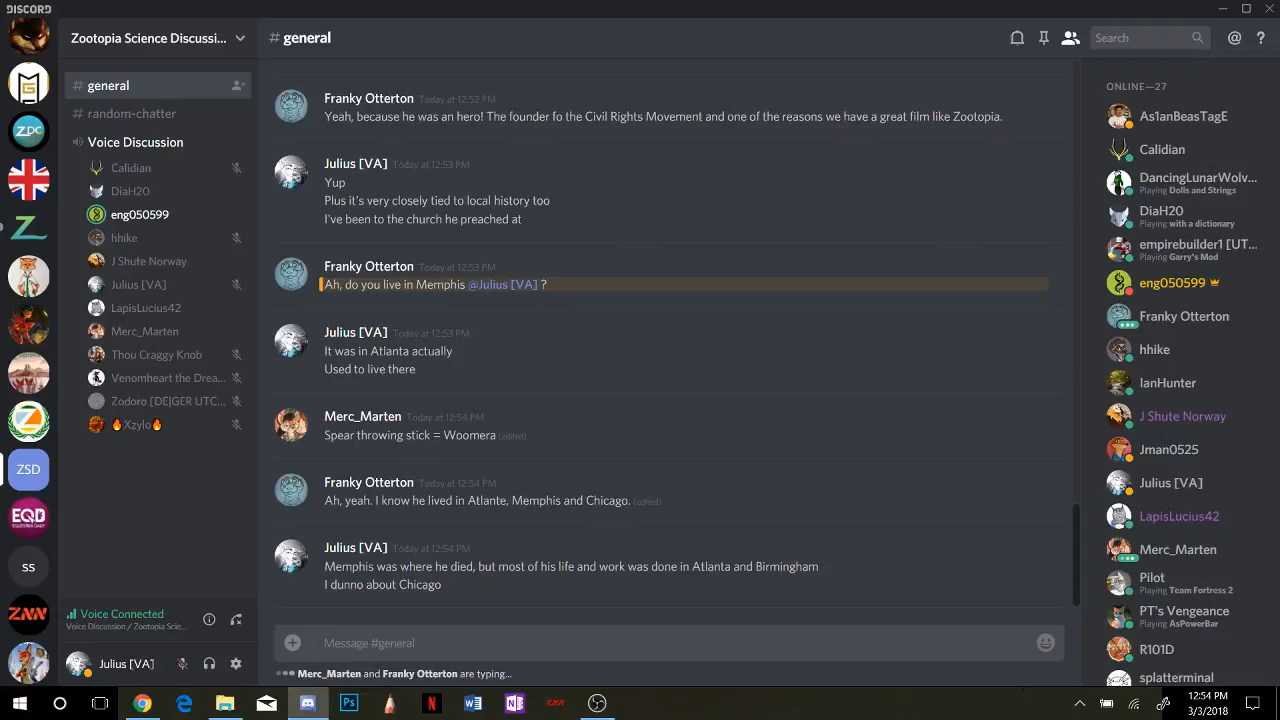 DISCORD
Zootopia Science Discussi...
# general
Search
@
?
MG
ZDC
ZSD
EQD
EQUESTRIA DAILY
ss
ZNN
# general
# random-chatter
Voice Discussion
Calidian
DiaH20
eng050599
hhike
J Shute Norway
Julius [VA]
LapisLucius42
Merc_Marten
Thou Craggy Knob
Venomheart the Drea...
Zodoro [DE|GER UTC...
🔥Xzylo🔥
Voice Connected
Voice Discussion / Zootopia Scie...
Julius [VA]
Franky Otterton Today at 12:52 PM
Yeah, because he was an hero! The founder fo the Civil Rights Movement and one of the reasons we have a great film like Zootopia.
Julius [VA] Today at 12:53 PM
Yup
Plus it's very closely tied to local history too
I've been to the church he preached at
Franky Otterton Today at 12:53 PM
Ah, do you live in Memphis @Julius [VA] ?
Julius [VA] Today at 12:53 PM
It was in Atlanta actually
Used to live there
Merc_Marten Today at 12:54 PM
Spear throwing stick = Woomera (edited)
Franky Otterton Today at 12:54 PM
Ah, yeah. I know he lived in Atlante, Memphis and Chicago. (edited)
Julius [VA] Today at 12:54 PM
Memphis was where he died, but most of his life and work was done in Atlanta and Birmingham
I dunno about Chicago
Message #general
Merc_Marten and Franky Otterton are typing...
ONLINE—27
As1anBeasTagE
Calidian
DancingLunarWolv...
Playing Dolls and Strings
DiaH20
Playing with a dictionary
empirebuilder1 [UT...
Playing Garry's Mod
eng050599
Franky Otterton
hhike
IanHunter
J Shute Norway
Jman0525
Julius [VA]
LapisLucius42
Merc_Marten
Pilot
Playing Team Fortress 2
PT's Vengeance
Playing AsPowerBar
R101D
splatterminal
Ps
N
W
N
ZNN
12:54 PM
3/3/2018